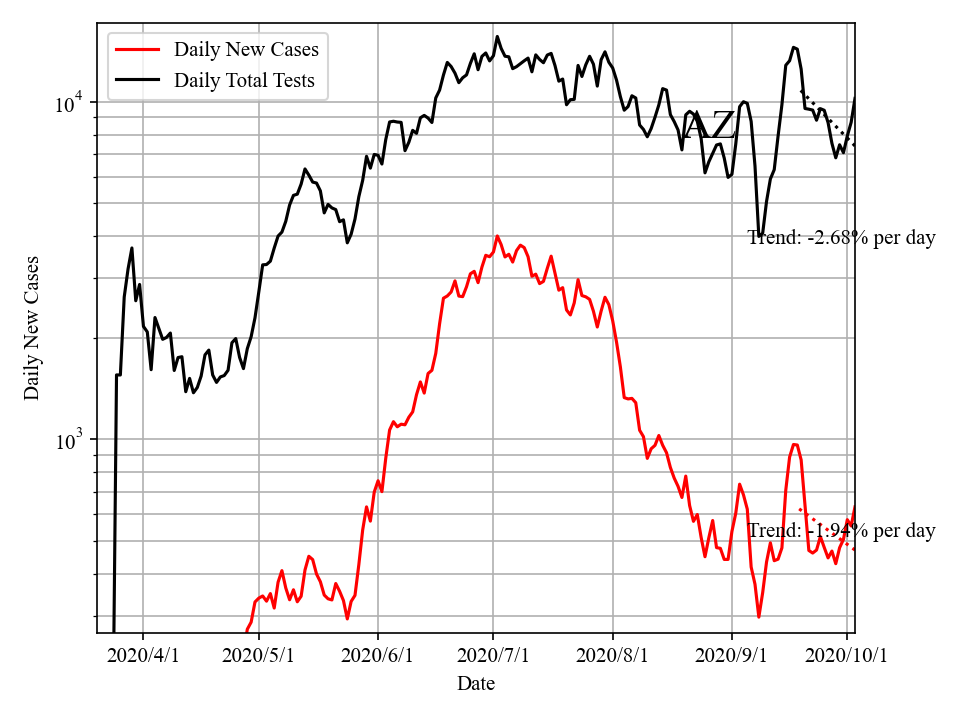 Daily New Cases
Daily Total Tests
10^4
AZ
Trend: -2.68% per day
Daily New Cases
10^3
Trend: -1.94% per day
2020/4/1 2020/5/1 2020/6/1 2020/7/1 2020/8/1 2020/9/1 2020/10/1
Date